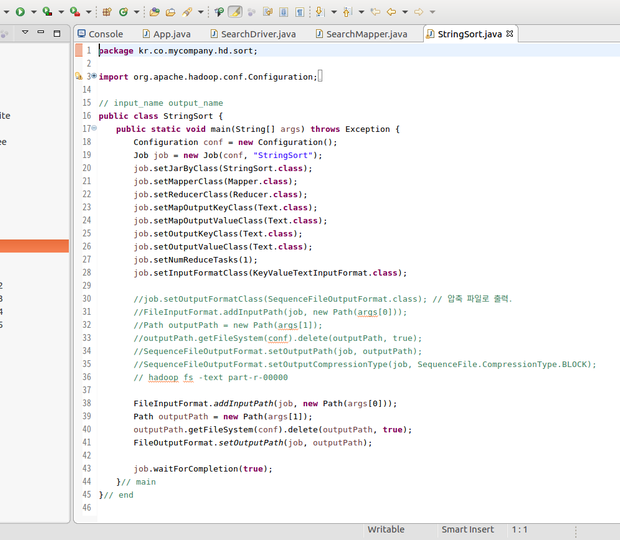 Console App.java SearchDriver.java SearchMapper.java StringSort.java
1 package kr.co.mycompany.hd.sort;
2
3 import org.apache.hadoop.conf.Configuration;
14
15 // input_name output_name
16 public class StringSort {
17 public static void main(String[] args) throws Exception {
18 Configuration conf = new Configuration();
19 Job job = new Job(conf, "StringSort");
20 job.setJarByClass(StringSort.class);
21 job.setMapperClass(Mapper.class);
22 job.setReducerClass(Reducer.class);
23 job.setMapOutputKeyClass(Text.class);
24 job.setMapOutputValueClass(Text.class);
25 job.setOutputKeyClass(Text.class);
26 job.setOutputValueClass(Text.class);
27 job.setNumReduceTasks(1);
28 job.setInputFormatClass(KeyValueTextInputFormat.class);
29
30 //job.setOutputFormatClass(SequenceFileOutputFormat.class); // 압축 파일로 출력.
31 //FileInputFormat.addInputPath(job, new Path(args[0]));
32 //Path outputPath = new Path(args[1]);
33 //outputPath.getFileSystem(conf).delete(outputPath, true);
34 //SequenceFileOutputFormat.setOutputPath(job, outputPath);
35 //SequenceFileOutputFormat.setOutputCompressionType(job, SequenceFile.CompressionType.BLOCK);
36 // hadoop fs -text part-r-00000
37
38 FileInputFormat.addInputPath(job, new Path(args[0]));
39 Path outputPath = new Path(args[1]);
40 outputPath.getFileSystem(conf).delete(outputPath, true);
41 FileOutputFormat.setOutputPath(job, outputPath);
42
43 job.waitForCompletion(true);
44 }// main
45 }// end
46
ite
ee
2
3
4
5
Writable Smart Insert 1 : 1